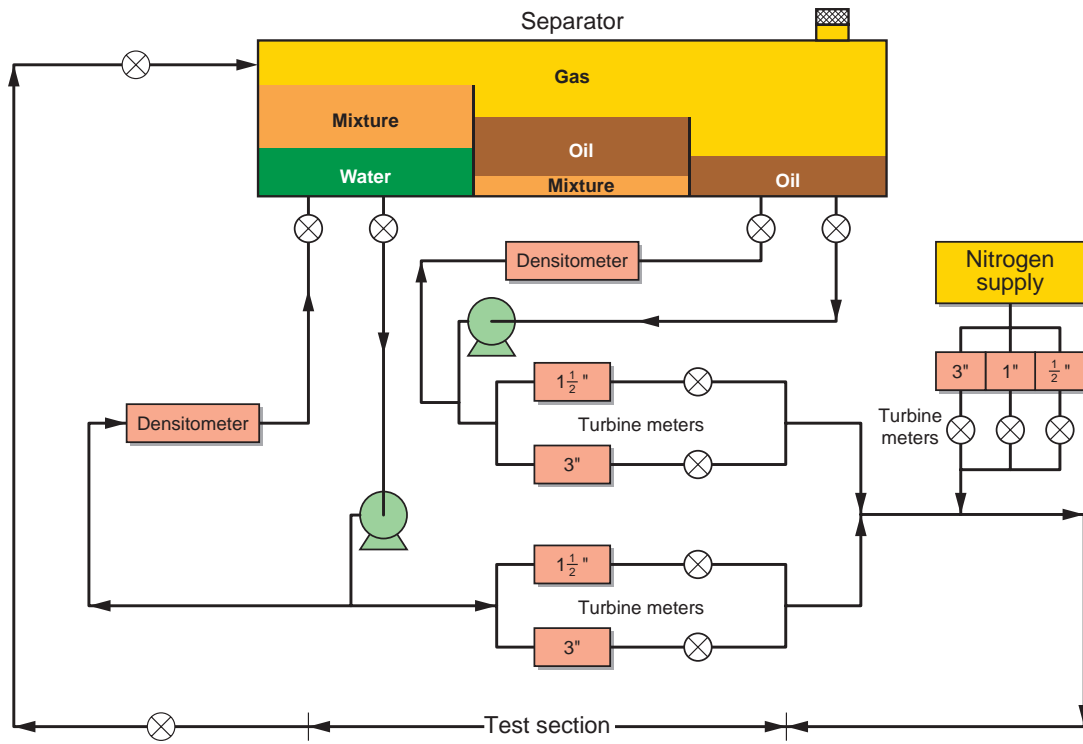 Separator
Gas
Mixture
Oil
Water
Mixture
Oil
Densitometer
Nitrogen
supply
1 1/2 "
3" 1" 1/2 "
Turbine meters
Turbine
meters
Densitometer
3"
1 1/2 "
Turbine meters
3"
Test section